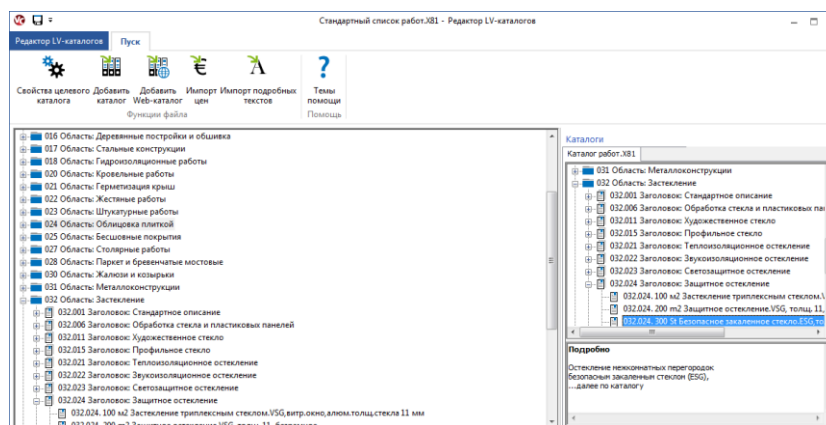 Стандартный список работ.X81 - Редактор LV-каталогов
Редактор LV-каталогов Пуск
Свойства целевого каталога
Добавить каталог
Добавить Web-каталог
Импорт цен
Импорт подробных текстов
Темы помощи
Функции файла
Помощь
016 Область: Деревянные постройки и обшивка
017 Область: Стальные конструкции
018 Область: Гидроизоляционные работы
020 Область: Кровельные работы
021 Область: Герметизация крыш
022 Область: Жестяные работы
023 Область: Штукатурные работы
024 Область: Облицовка плиткой
025 Область: Бесшовные покрытия
027 Область: Столярные работы
028 Область: Паркет и бревенчатые мостовые
030 Область: Жалюзи и козырьки
031 Область: Металлоконструкции
032 Область: Застекление
032.001 Заголовок: Стандартное описание
032.006 Заголовок: Обработка стекла и пластиковых панелей
032.011 Заголовок: Художественное стекло
032.015 Заголовок: Профильное стекло
032.021 Заголовок: Теплоизоляционное остекление
032.022 Заголовок: Звукоизоляционное остекление
032.023 Заголовок: Светозащитное остекление
032.024 Заголовок: Защитное остекление
032.024. 100 м2 Застекление триплексным стеклом.VSG,витр.окно,алюм.толщ.стекла 11 мм
Каталоги
Каталог работ.X81
031 Область: Металлоконструкции
032 Область: Застекление
032.001 Заголовок: Стандартное описание
032.006 Заголовок: Обработка стекла и пластиковых па
032.011 Заголовок: Художественное стекло
032.015 Заголовок: Профильное стекло
032.021 Заголовок: Теплоизоляционное остекление
032.022 Заголовок: Звукоизоляционное остекление
032.023 Заголовок: Светозащитное остекление
032.024 Заголовок: Защитное остекление
032.024. 100 м2 Застекление триплексным стеклом.V
032.024. 200 m2 Защитное остекление.VSG, толщ. 11,
032.024. 300 St Безопасное закаленное стекло.ESG,то
Подробно
Остекление межкомнатных перегородок
безопасным закаленным стеклом (ESG),
...далее по каталогу